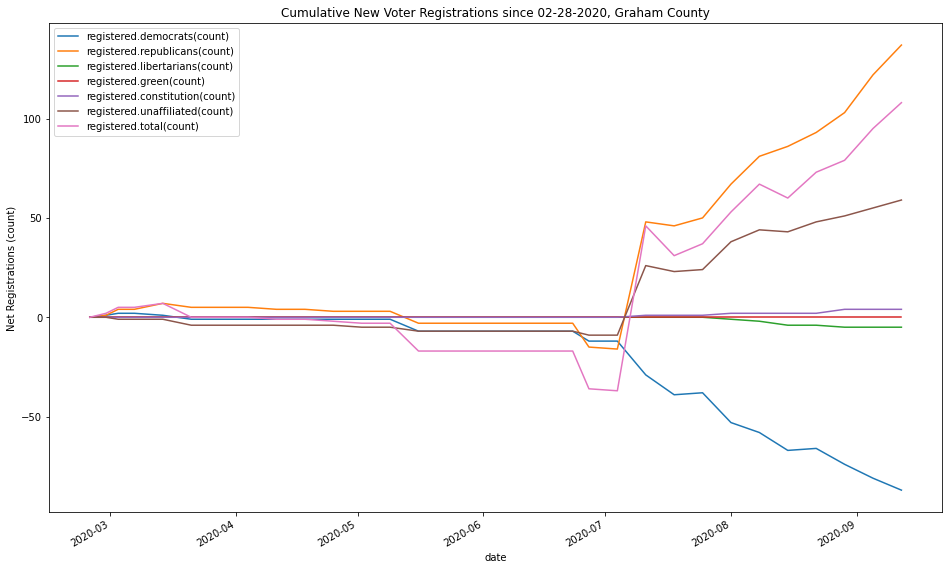 Cumulative New Voter Registrations since 02-28-2020, Graham County
registered.democrats(count)
registered.republicans(count)
registered.libertarians(count)
registered.green(count)
registered.constitution(count)
registered.unaffiliated(count)
registered.total(count)
Net Registrations (count)
100
50
0
−50
2020-03
2020-04
2020-05
2020-06
2020-07
2020-08
2020-09
date